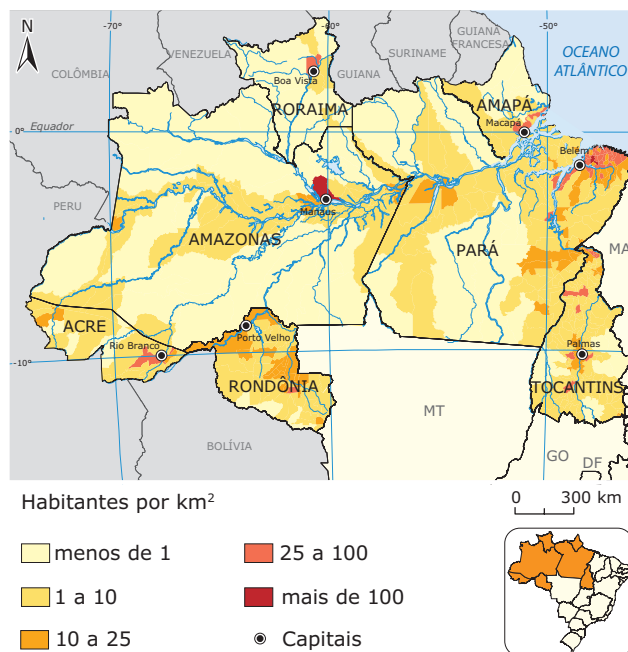 -70°
-60°
-50°
N
VENEZUELA
GUIANA
FRANCESA
SURINAME
OCEANO
ATLÂNTICO
COLÔMBIA
GUIANA
Boa Vista
RORAIMA
AMAPÁ
Macapá
0°
Equador
Belém
PERU
Manaus
AMAZONAS
PARÁ
MA
ACRE
Rio Branco
Porto Velho
Palmas
-10°
RONDÔNIA
TOCANTINS
MT
BOLÍVIA
GO
DF
Habitantes por km²
0 300 km
menos de 1
25 a 100
1 a 10
mais de 100
10 a 25
Capitais